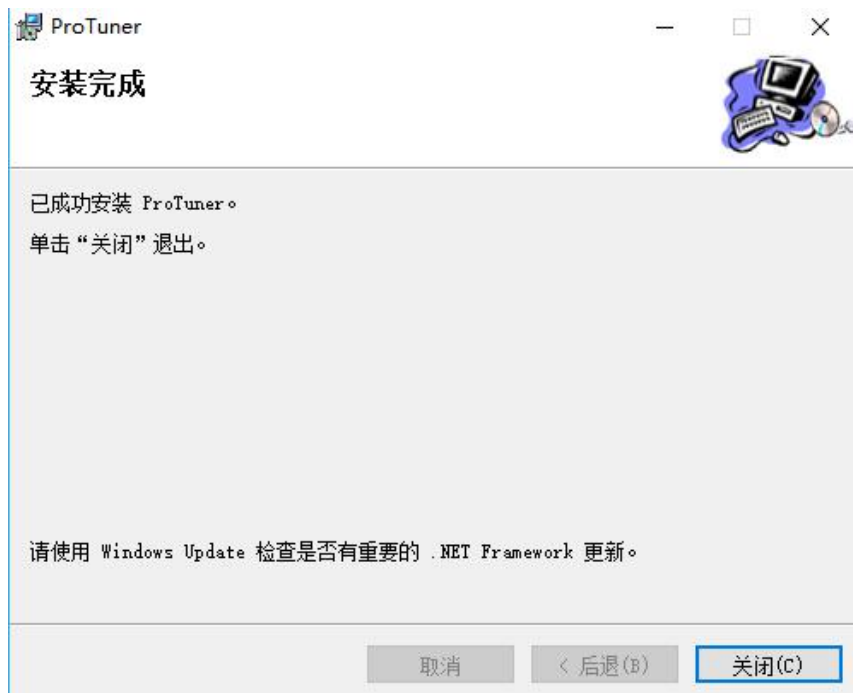 ProTuner
安装完成
已成功安装 ProTuner。
单击“关闭”退出。
请使用 Windows Update 检查是否有重要的 .NET Framework 更新。
取消
< 后退(B)
关闭(C)